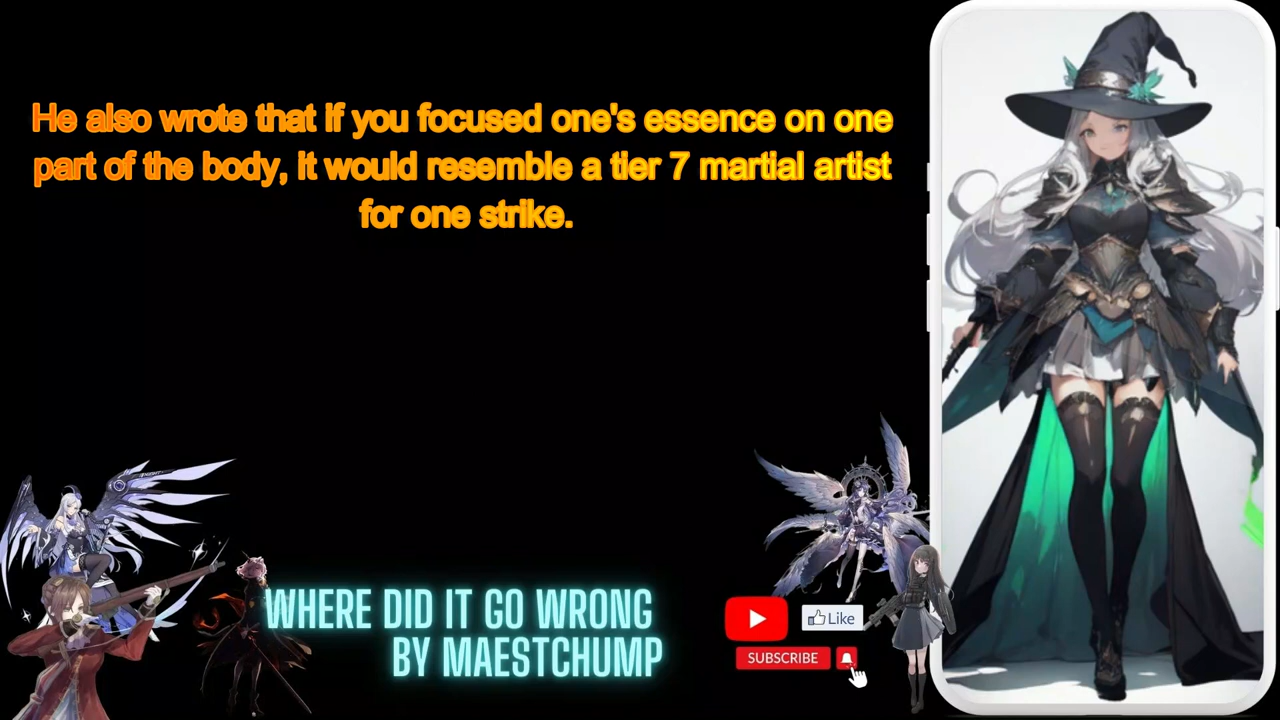 He also wrote that if you focused one's essence on one
part of the body, it would resemble a tier 7 martial artist
for one strike.
WHERE DID IT GO WRONG
BY MAESTCHUMP
Like
SUBSCRIBE